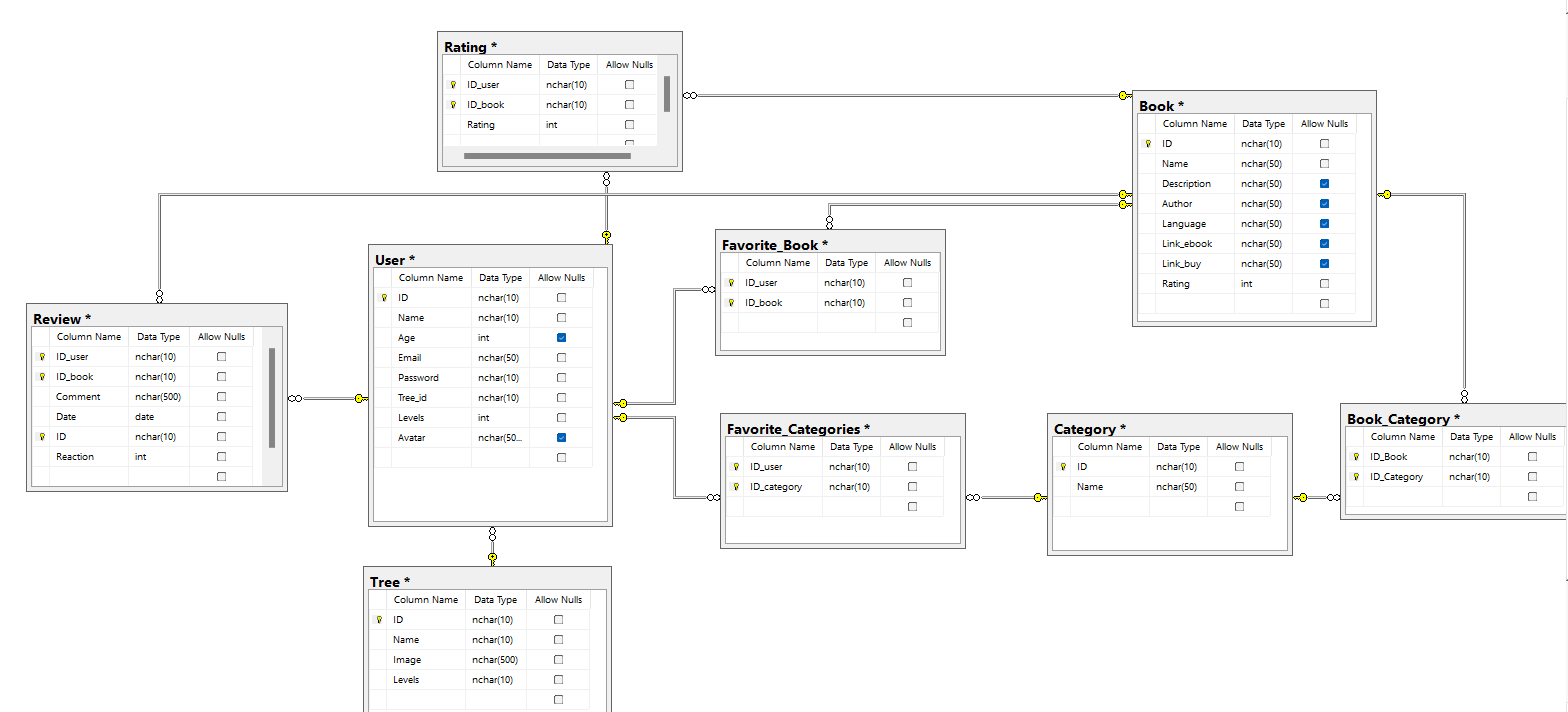 Rating *
Column Name Data Type Allow Nulls
ID_user nchar(10)
ID_book nchar(10)
Rating int
Book *
Column Name Data Type Allow Nulls
ID nchar(10)
Name nchar(50)
Description nchar(50)
Author nchar(50)
Language nchar(50)
Link_ebook nchar(50)
Link_buy nchar(50)
Rating int
Favorite_Book *
Column Name Data Type Allow Nulls
ID_user nchar(10)
ID_book nchar(10)
User *
Column Name Data Type Allow Nulls
ID nchar(10)
Name nchar(10)
Age int
Email nchar(50)
Password nchar(10)
Tree_id nchar(10)
Levels int
Avatar nchar(50...
Review *
Column Name Data Type Allow Nulls
ID_user nchar(10)
ID_book nchar(10)
Comment nchar(500)
Date date
ID nchar(10)
Reaction int
Favorite_Categories *
Column Name Data Type Allow Nulls
ID_user nchar(10)
ID_category nchar(10)
Category *
Column Name Data Type Allow Nulls
ID nchar(10)
Name nchar(50)
Book_Category *
Column Name Data Type Allow Nulls
ID_Book nchar(10)
ID_Category nchar(10)
Tree *
Column Name Data Type Allow Nulls
ID nchar(10)
Name nchar(10)
Image nchar(500)
Levels nchar(10)